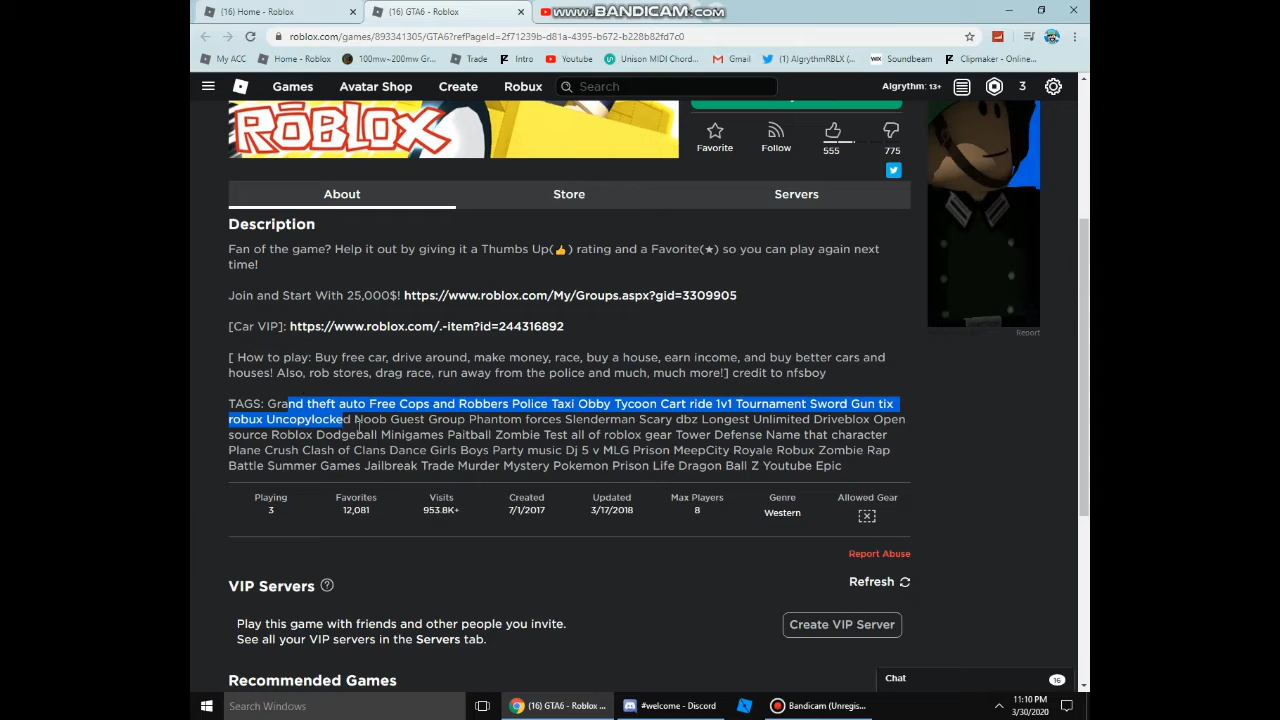 (16) Home - Roblox
(16) GTA6 - Roblox
www.BANDICAM.com
roblox.com/games/893341305/GTA6?refPageId=2f71239b-d81a-4395-b672-b228b82fd7c0
My ACC
Home - Roblox
100mw~200mw Gr...
Trade
Intro
Youtube
Unison MIDI Chord...
Gmail
(1) AlgrythmRBLX (...
Soundbeam
Clipmaker - Online...
Games
Avatar Shop
Create
Robux
Search
Algrythm: 13+
3
ROBLOX
Favorite
Follow
555
775
About
Store
Servers
Description
Fan of the game? Help it out by giving it a Thumbs Up(👍) rating and a Favorite(★) so you can play again next
time!
Join and Start With 25,000$! https://www.roblox.com/My/Groups.aspx?gid=3309905
[Car VIP]: https://www.roblox.com/.-item?id=244316892
[ How to play: Buy free car, drive around, make money, race, buy a house, earn income, and buy better cars and
houses! Also, rob stores, drag race, run away from the police and much, much more!] credit to nfsboy
TAGS: Grand theft auto Free Cops and Robbers Police Taxi Obby Tycoon Cart ride 1v1 Tournament Sword Gun tix
robux Uncopylocked Noob Guest Group Phantom forces Slenderman Scary dbz Longest Unlimited Driveblox Open
source Roblox Dodgeball Minigames Paitball Zombie Test all of roblox gear Tower Defense Name that character
Plane Crush Clash of Clans Dance Girls Boys Party music Dj 5 v MLG Prison MeepCity Royale Robux Zombie Rap
Battle Summer Games Jailbreak Trade Murder Mystery Pokemon Prison Life Dragon Ball Z Youtube Epic
Report
Playing
3
Favorites
12,081
Visits
953.8K+
Created
7/1/2017
Updated
3/17/2018
Max Players
8
Genre
Western
Allowed Gear
Report Abuse
VIP Servers
Refresh
Play this game with friends and other people you invite.
See all your VIP servers in the Servers tab.
Create VIP Server
Recommended Games
Chat
16
Search Windows
(16) GTA6 - Roblox ...
#welcome - Discord
Bandicam (Unregis...
11:10 PM
3/30/2020